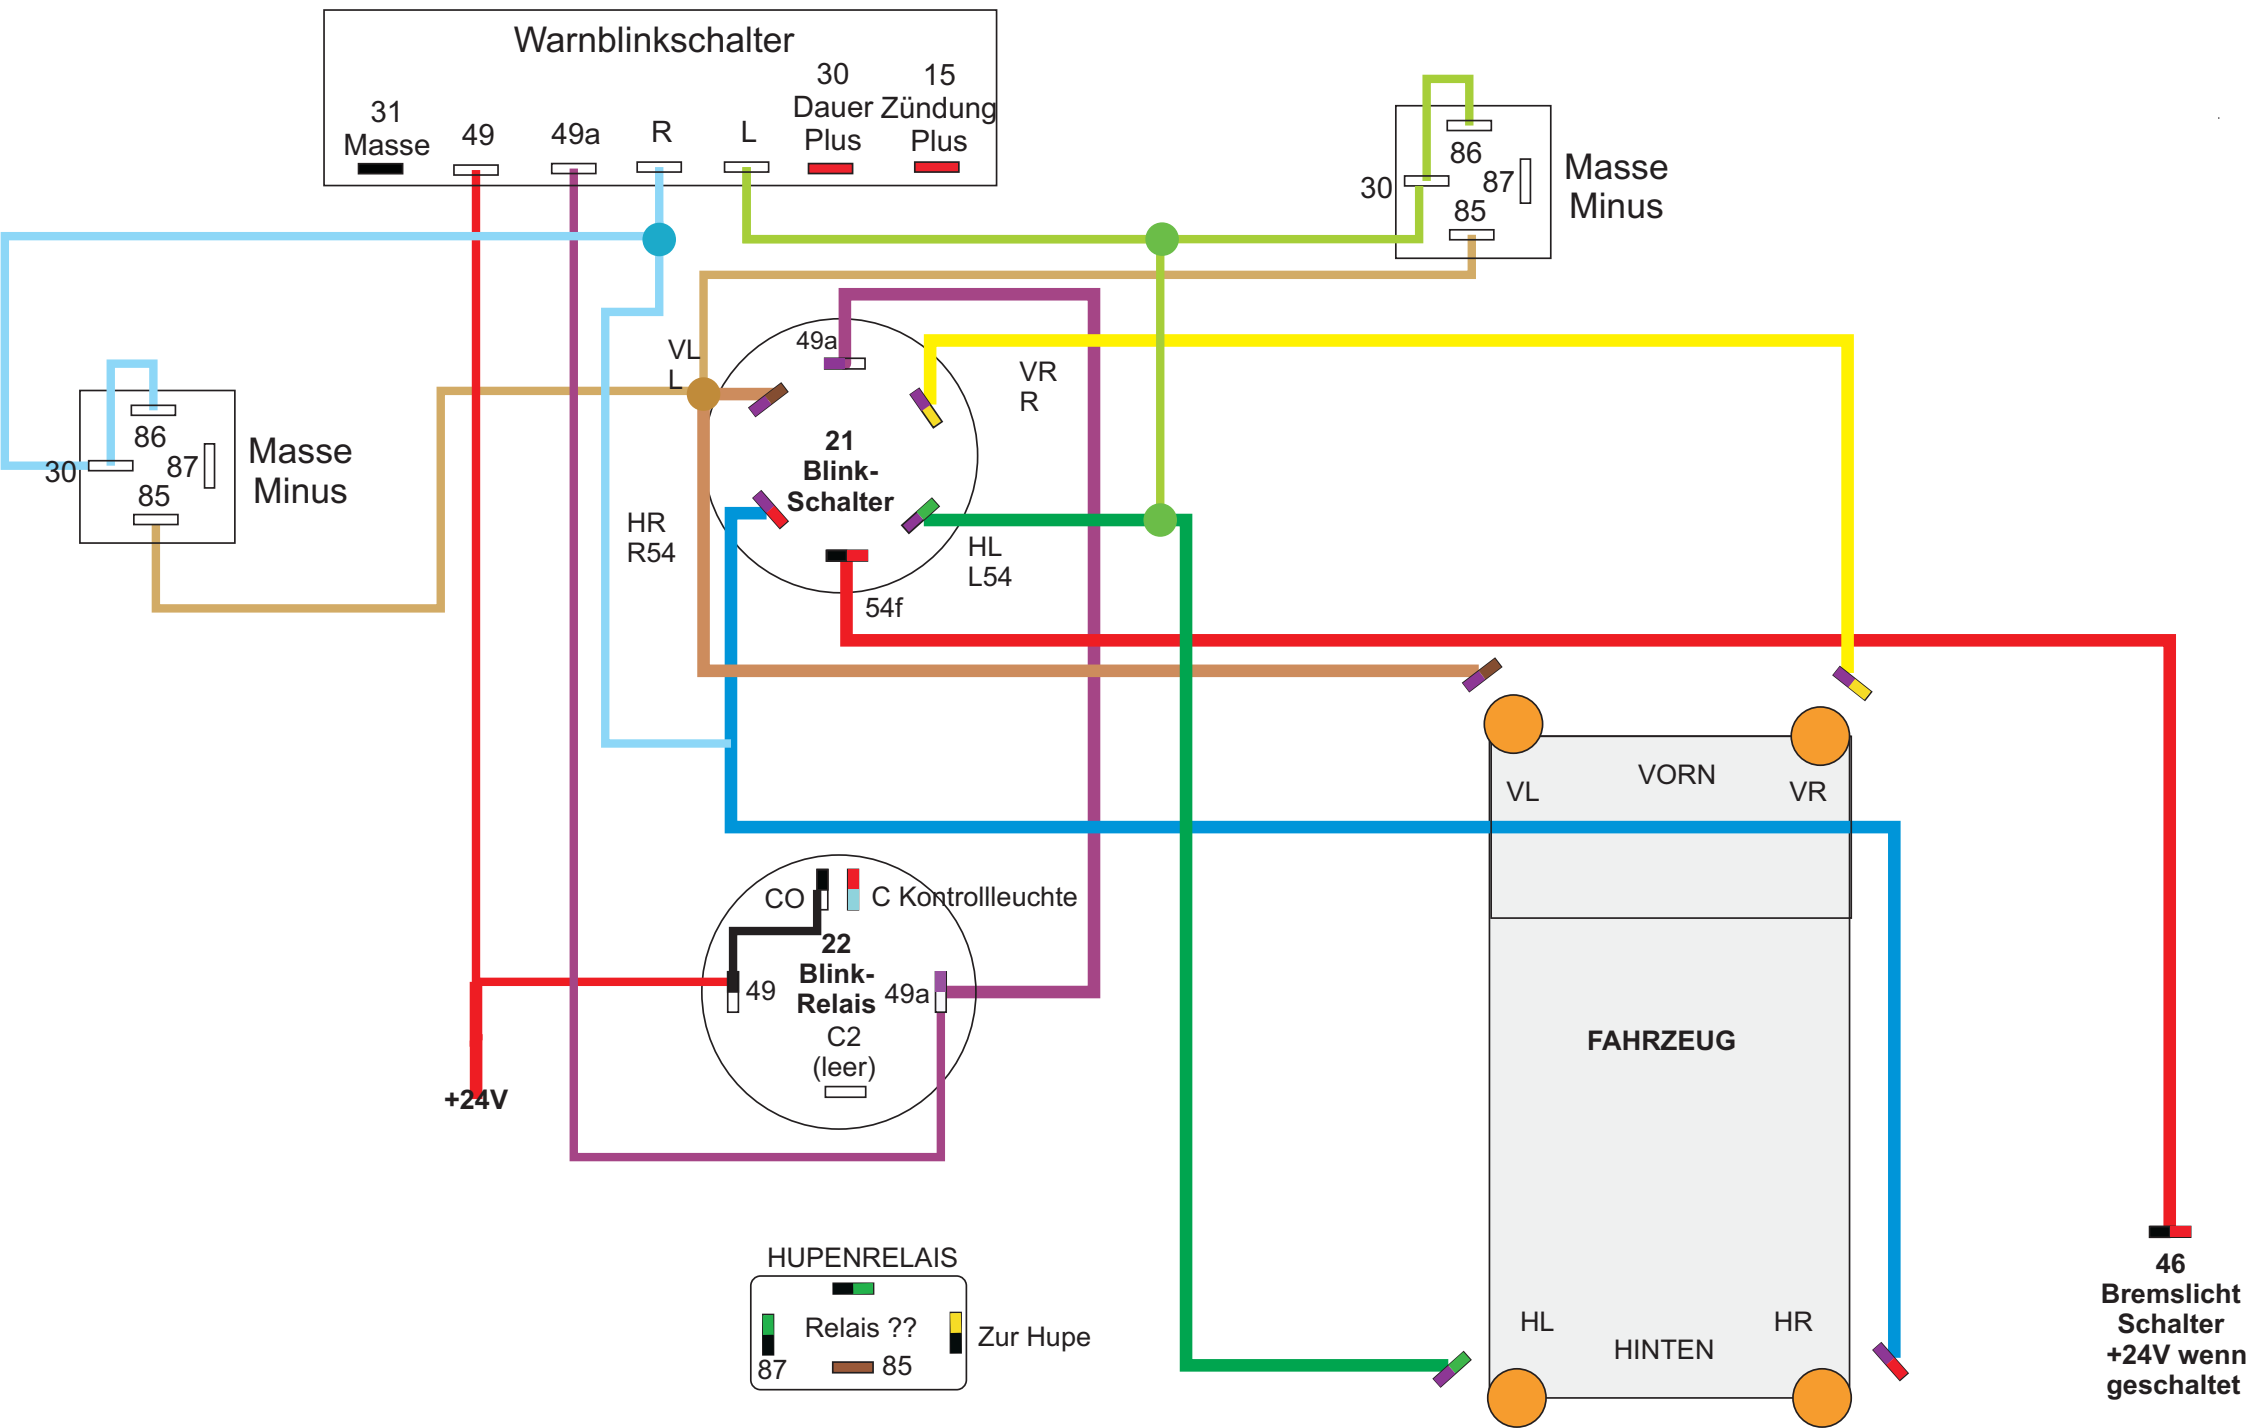 Warnblinkschalter
31
Masse
49
49a
R
L
30
Dauer
Plus
15
Zündung
Plus
86
30
87
85
Masse
Minus
86
30
87
85
Masse
Minus
VL
L
49a
VR
R
21
Blink-
Schalter
HR
R54
HL
L54
54f
CO
C Kontrollleuchte
22
Blink-
Relais
49
49a
C2
(leer)
+24V
VORN
VL
VR
FAHRZEUG
HL
HR
HINTEN
46
Bremslicht
Schalter
+24V wenn
geschaltet
HUPENRELAIS
Relais ??
Zur Hupe
87
85